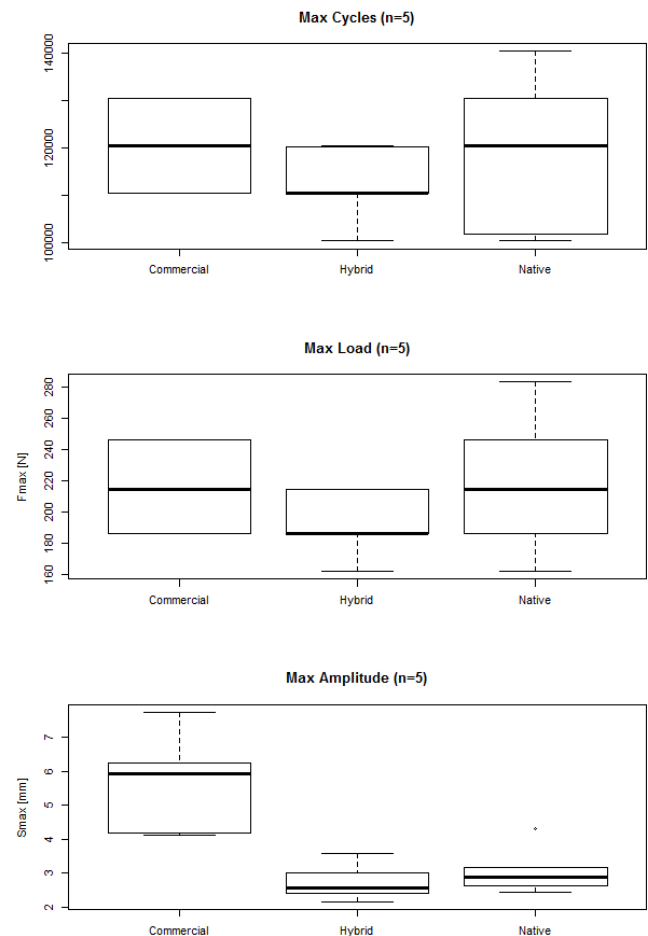 Max Cycles (n=5)
140000
120000
100000
Commercial Hybrid Native
Max Load (n=5)
Fmax [N]
280
260
240
220
200
180
160
Commercial Hybrid Native
Max Amplitude (n=5)
Smax [mm]
7
6
5
4
3
2
Commercial Hybrid Native